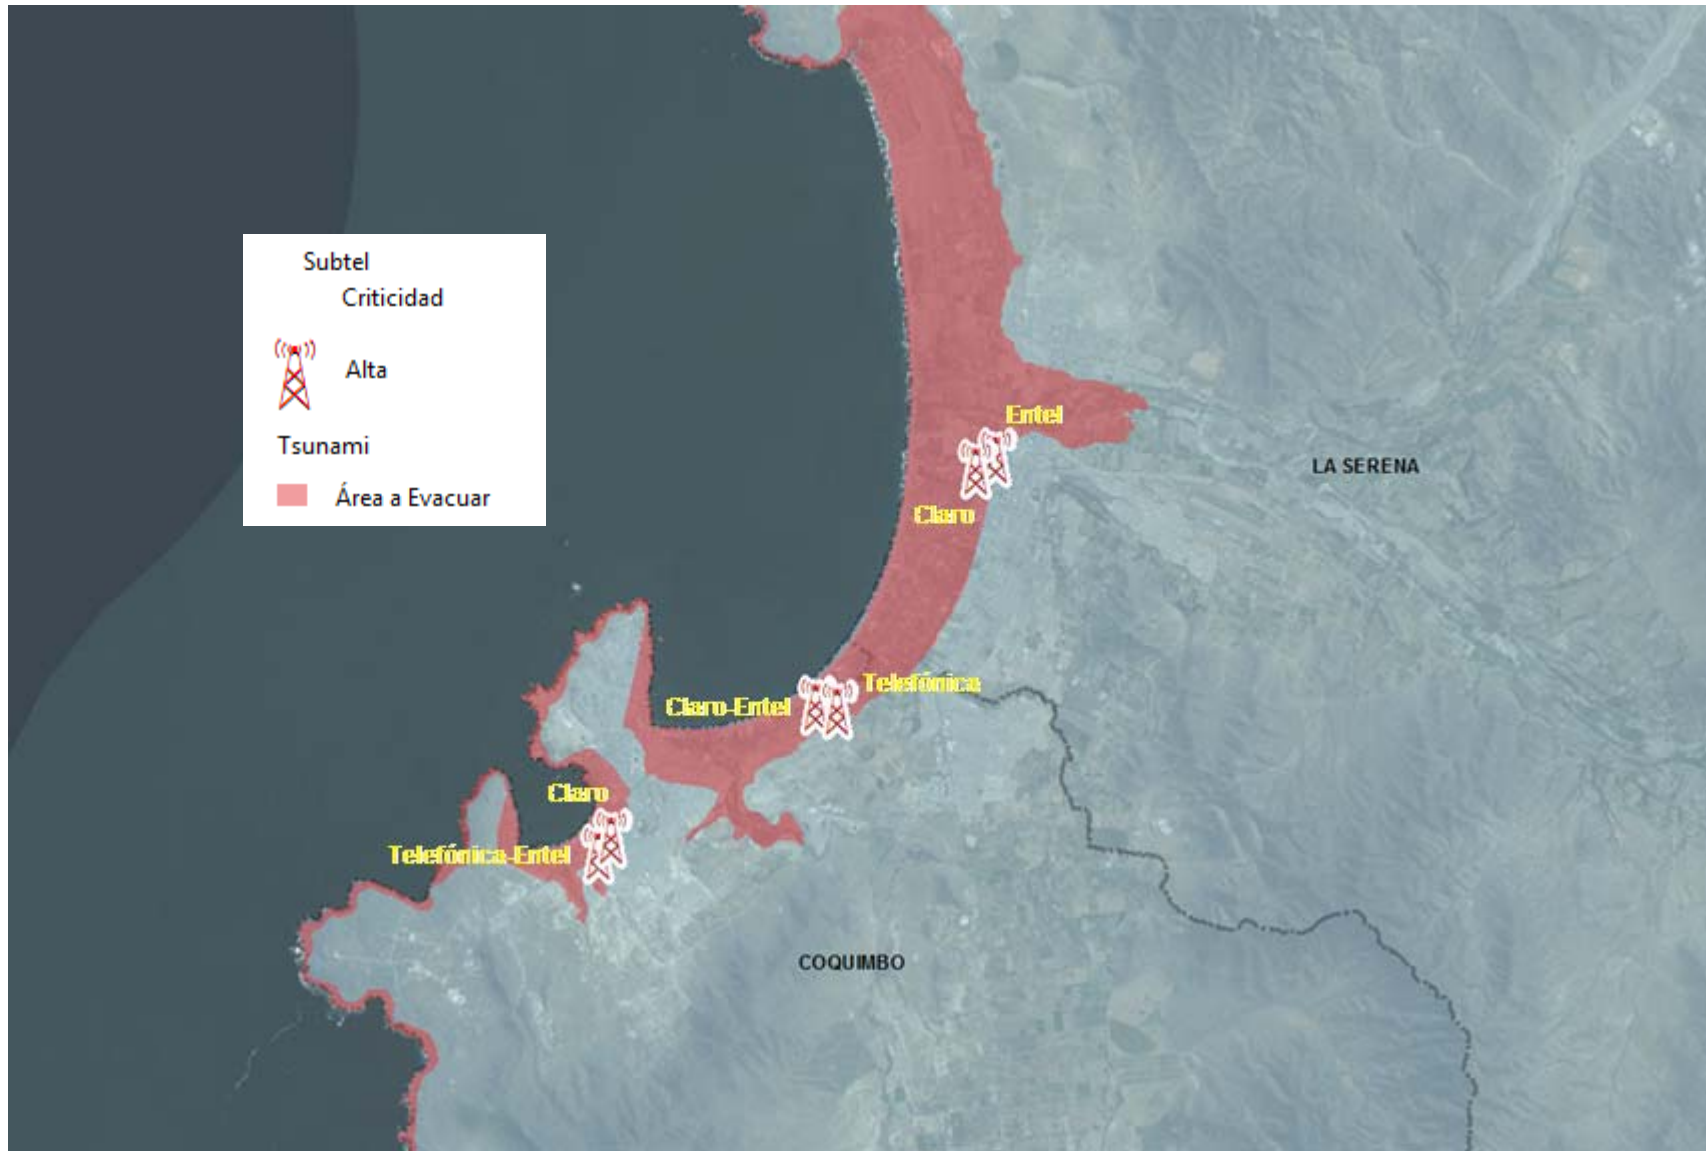 Subtel
Criticidad
Alta
Tsunami
Área a Evacuar
Entel
LA SERENA
Claro
Telefónica
Claro-Entel
Claro
Telefónica-Entel
COQUIMBO